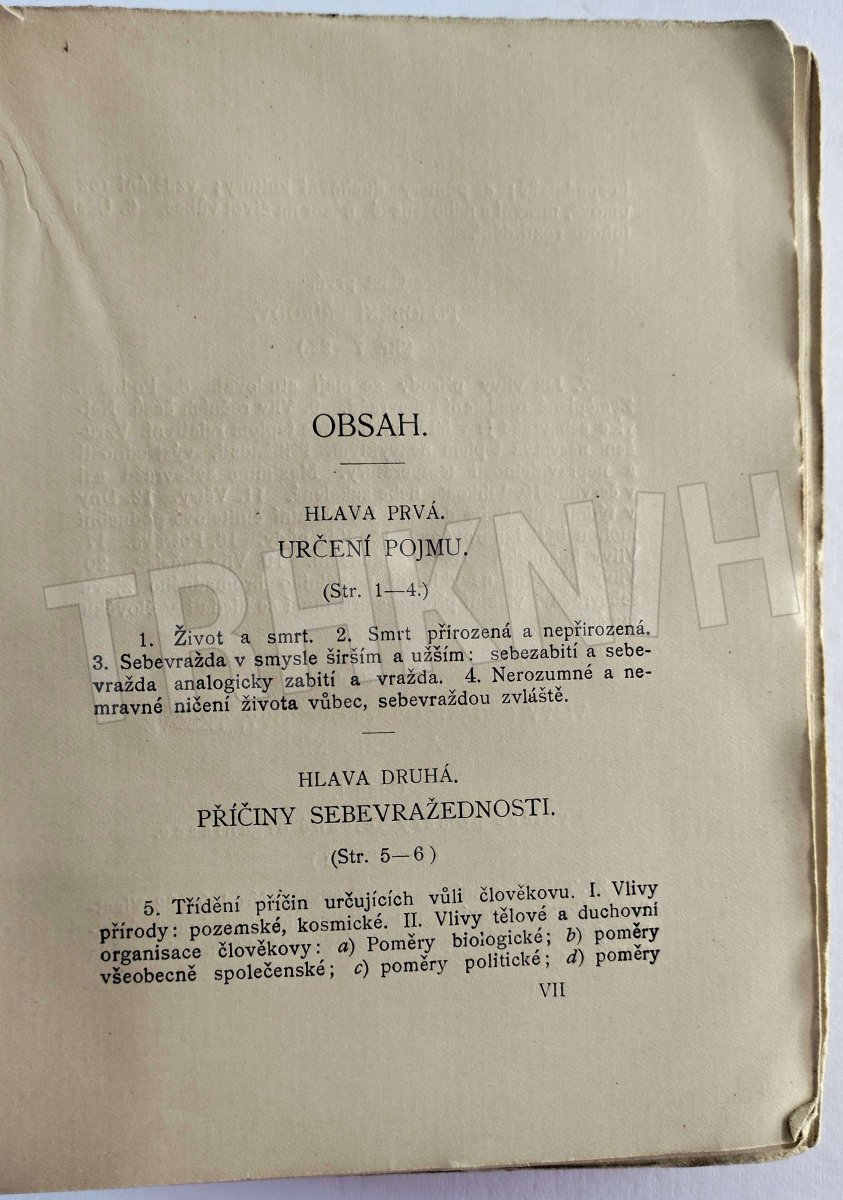 OBSAH.
HLAVA PRVÁ.
URČENÍ POJMU.
(Str. 1—4.)
1. Život a smrt. 2. Smrt přirozená a nepřirozená.
3. Sebevražda v smysle širším a užším: sebezabití a sebe-
vražda analogicky zabití a vražda. 4. Nerozumné a ne-
mravné ničení života vůbec, sebevraždou zvláště.
HLAVA DRUHÁ.
PŘÍČINY SEBEVRAŽEDNOSTI.
(Str. 5—6)
5. Třídění příčin určujících vůli člověkovu. I. Vlivy
přírody: pozemské, kosmické. II. Vlivy tělové a duchovní
organisace člověkovy: a) Poměry biologické; b) poměry
všeobecně společenské; c) poměry politické; d) poměry
VII
TRHKNIH